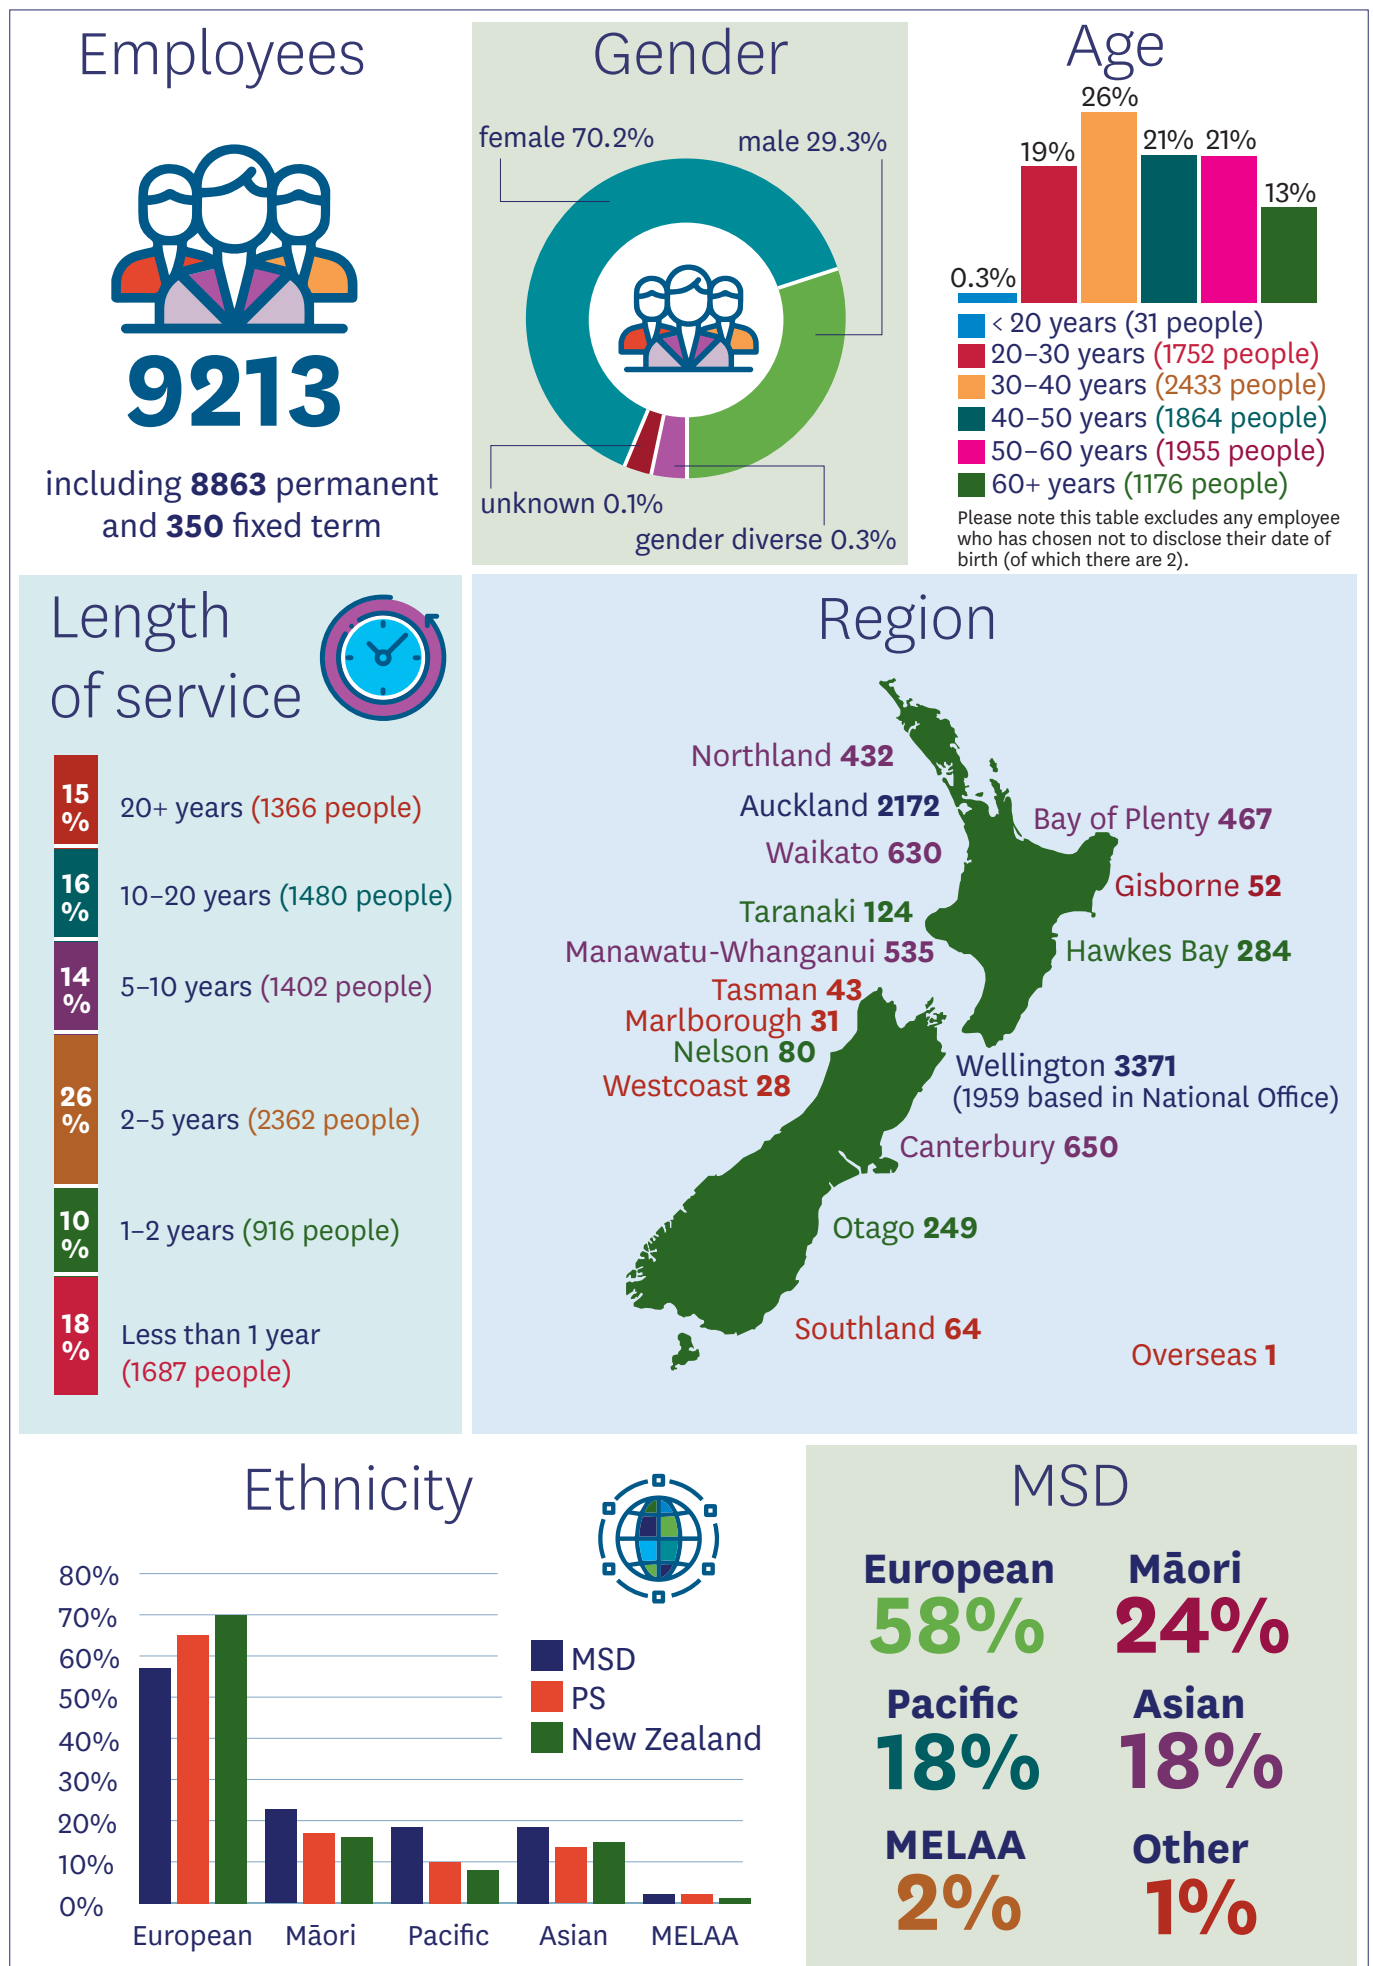 Employees
9213
including 8863 permanent
and 350 fixed term
Gender
female 70.2%
male 29.3%
unknown 0.1%
gender diverse 0.3%
Age
0.3%
19%
26%
21%
21%
13%
< 20 years (31 people)
20–30 years (1752 people)
30–40 years (2433 people)
40–50 years (1864 people)
50–60 years (1955 people)
60+ years (1176 people)
Please note this table excludes any employee
who has chosen not to disclose their date of
birth (of which there are 2).
Length
of service
15
%
20+ years (1366 people)
16
%
10–20 years (1480 people)
14
%
5–10 years (1402 people)
26
%
2–5 years (2362 people)
10
%
1–2 years (916 people)
18
%
Less than 1 year
(1687 people)
Region
Northland 432
Auckland 2172
Bay of Plenty 467
Waikato 630
Gisborne 52
Taranaki 124
Manawatu-Whanganui 535
Hawkes Bay 284
Tasman 43
Marlborough 31
Nelson 80
Westcoast 28
Wellington 3371
(1959 based in National Office)
Canterbury 650
Otago 249
Southland 64
Overseas 1
Ethnicity
80%
70%
60%
50%
40%
30%
20%
10%
0%
European
Māori
Pacific
Asian
MELAA
MSD
PS
New Zealand
MSD
European
58%
Māori
24%
Pacific
18%
Asian
18%
MELAA
2%
Other
1%